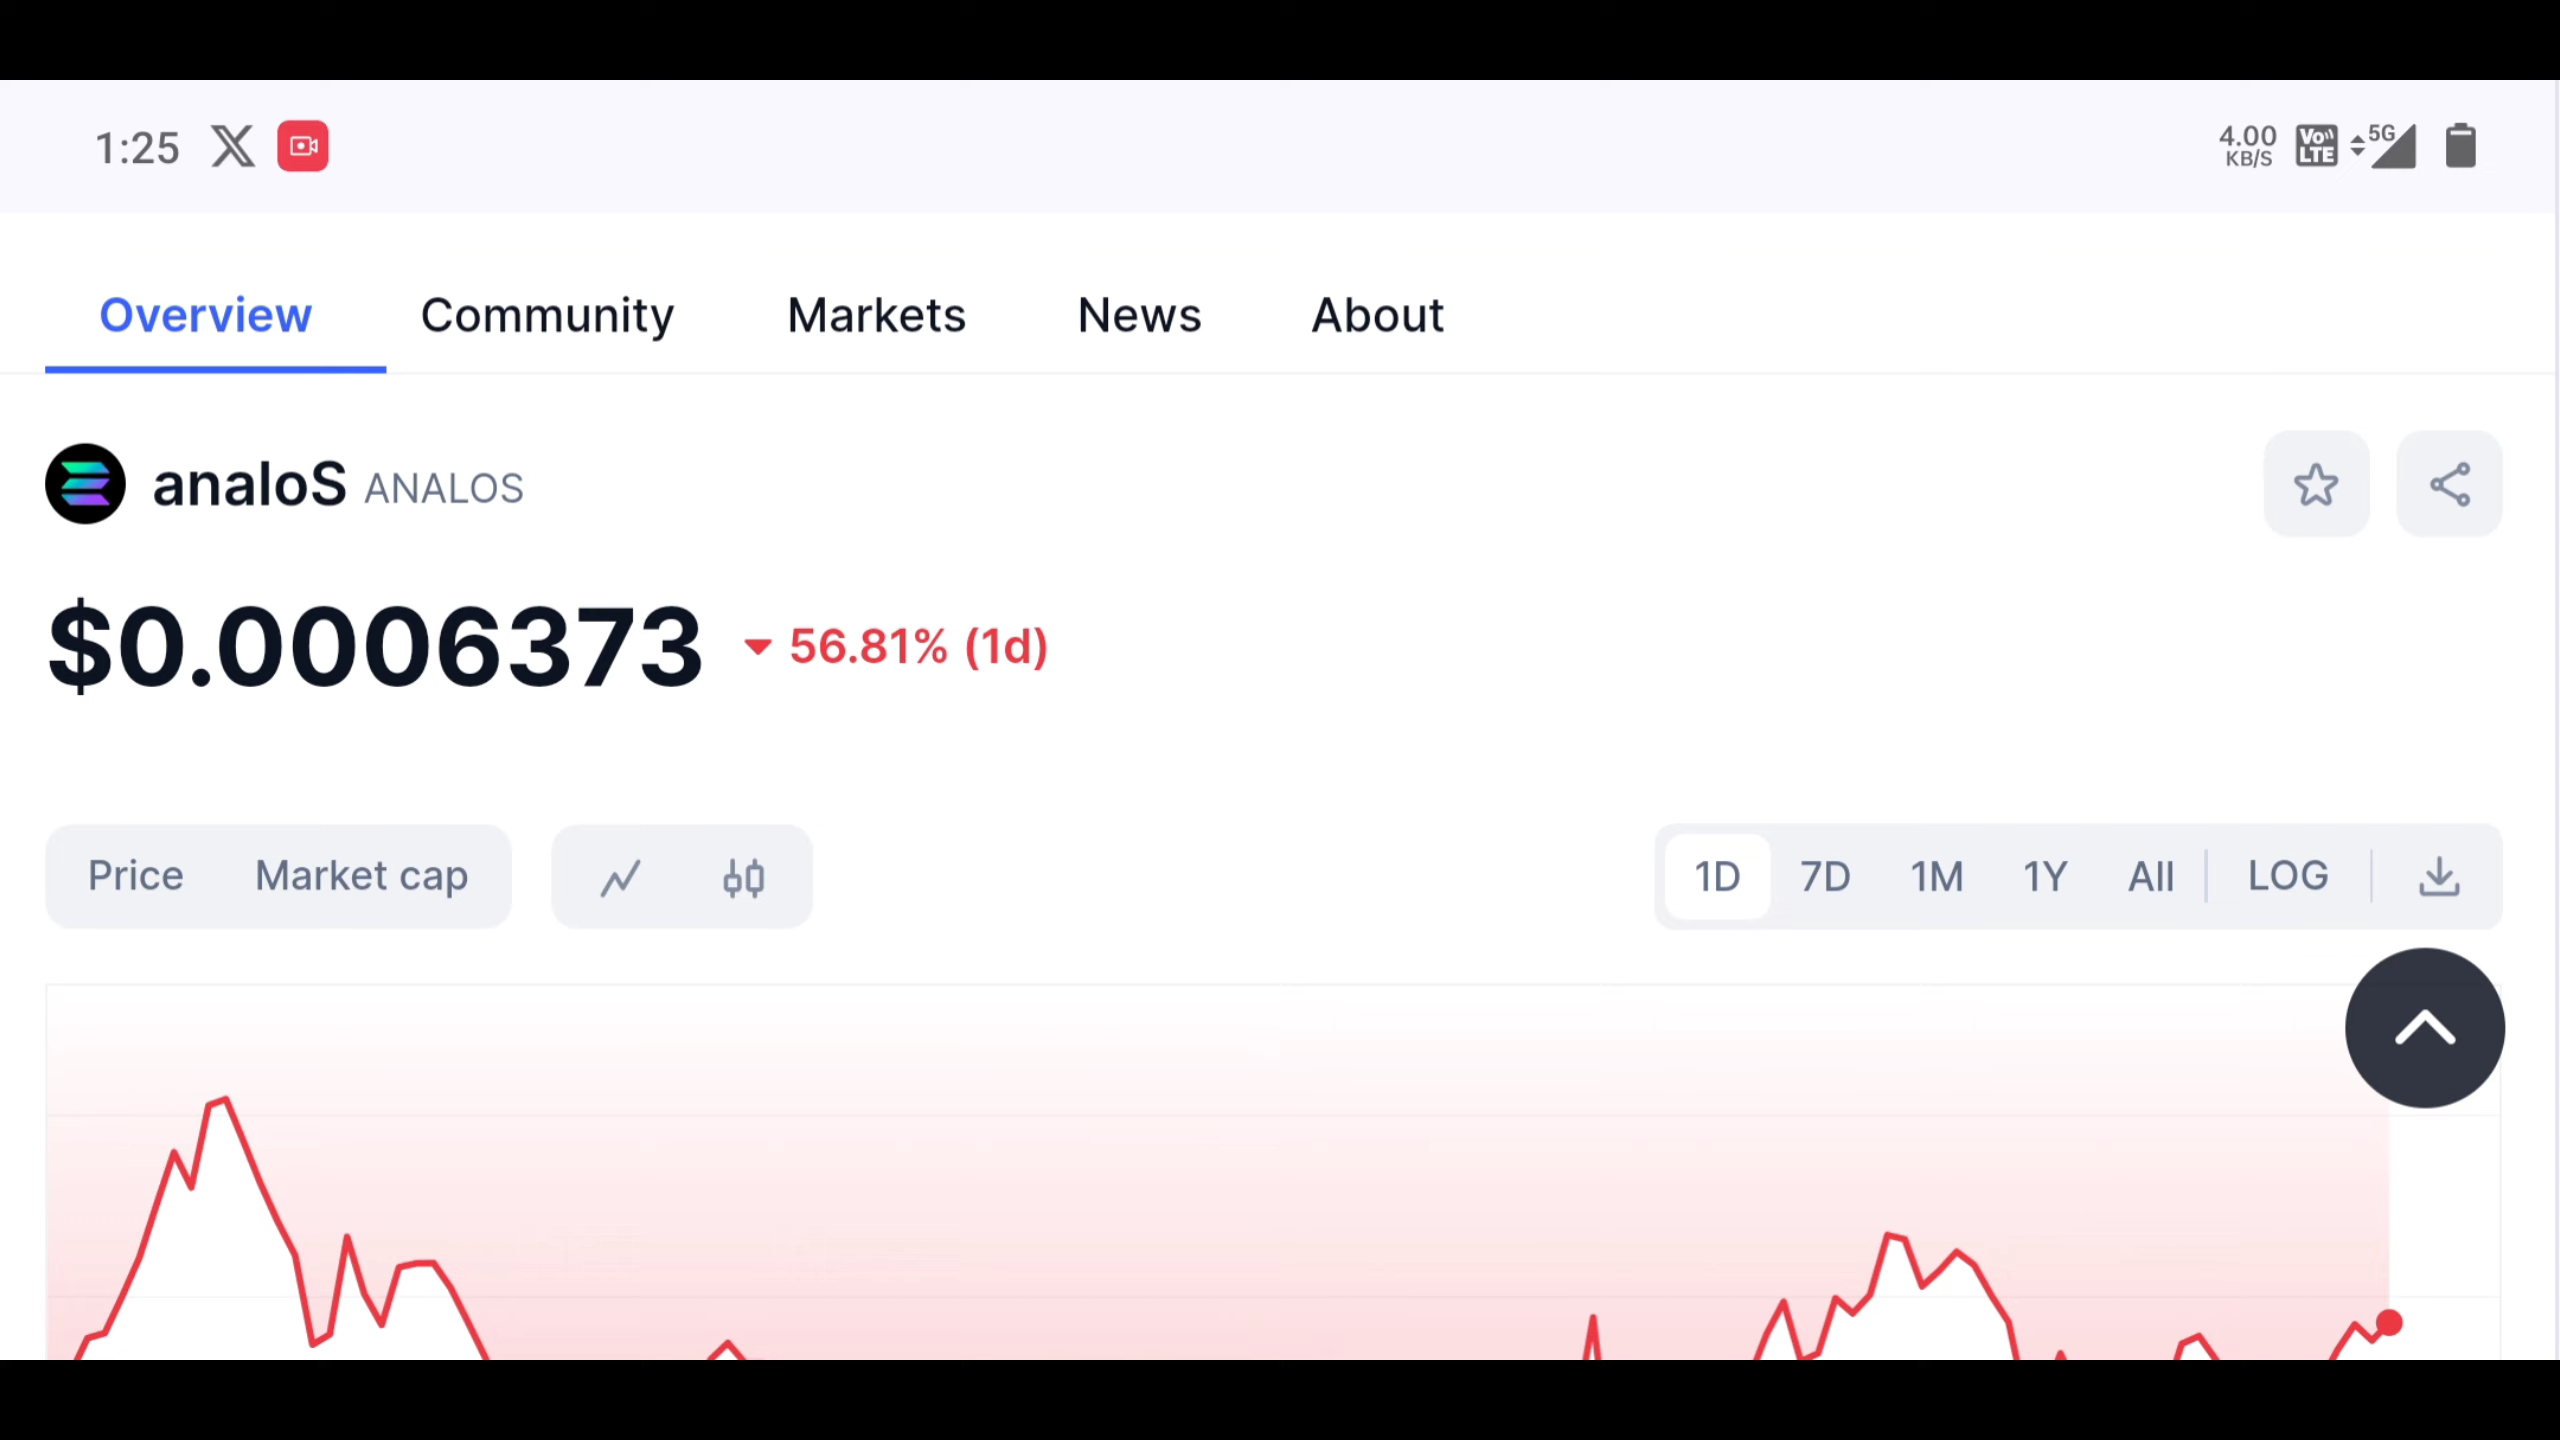 1:25
4.00
KB/S
Vo))
LTE
5G
Overview Community Markets News About
analoS ANALOS
$0.0006373 56.81% (1d)
Price Market cap 1D 7D 1M 1Y All LOG